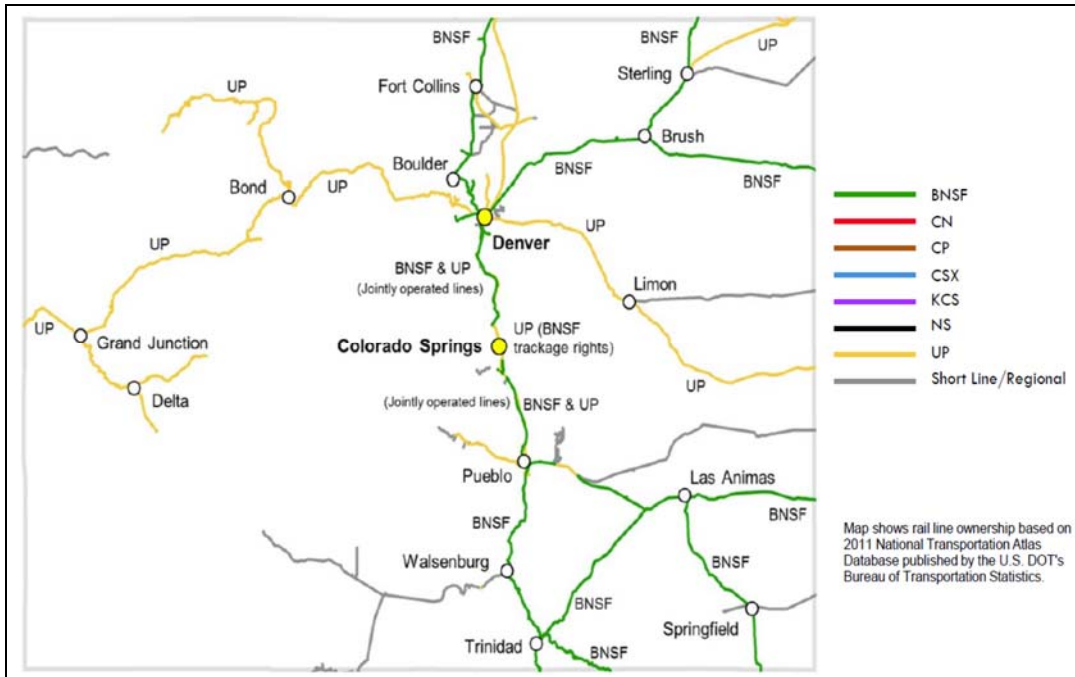 BNSF
BNSF
UP
Sterling
Fort Collins
UP
Brush
Boulder
BNSF
BNSF
Bond
UP
Denver
UP
UP
BNSF & UP
(Jointly operated lines)
Limon
UP
Grand Junction
UP (BNSF
trackage rights)
Colorado Springs
UP
Delta
(Jointly operated lines)
BNSF & UP
Pueblo
Las Animas
BNSF
BNSF
BNSF
Walsenburg
BNSF
Springfield
Trinidad
BNSF
BNSF
CN
CP
CSX
KCS
NS
UP
Short Line/Regional
Map shows rail line ownership based on
2011 National Transportation Atlas
Database published by the U.S. DOT's
Bureau of Transportation Statistics.